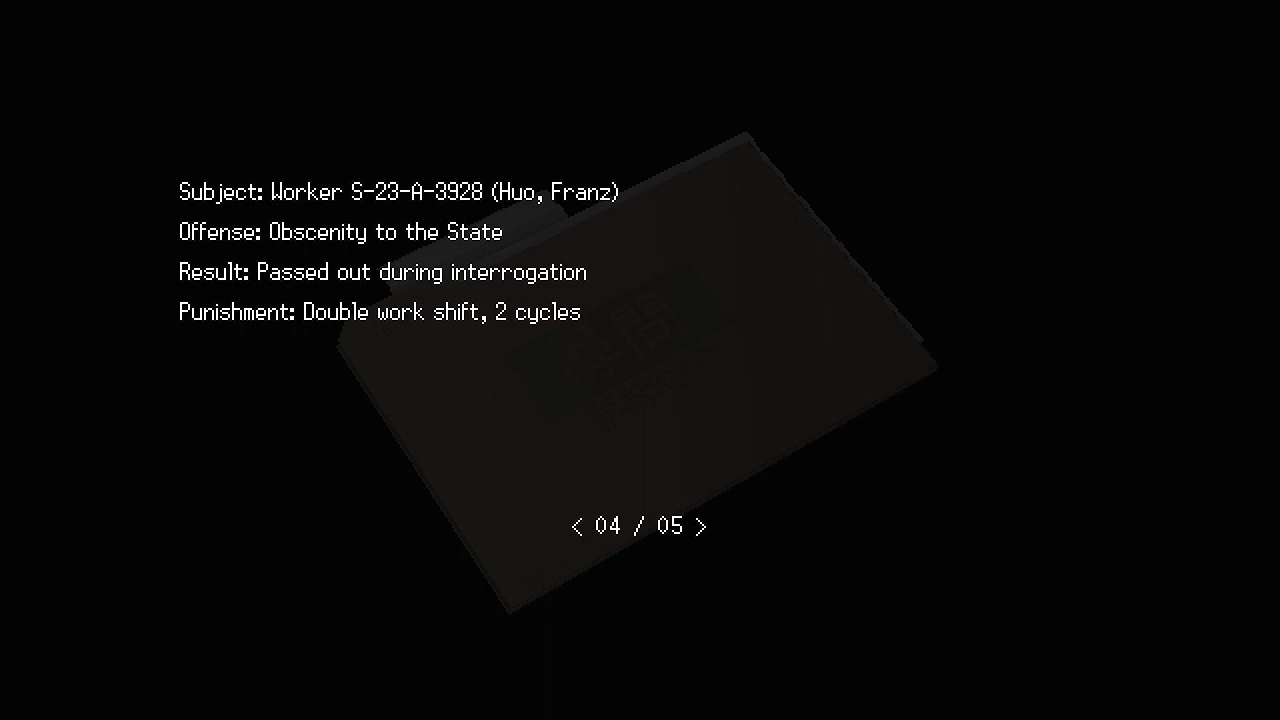 Subject: Worker S-23-A-3928 (Huo, Franz)
Offense: Obscenity to the State
Result: Passed out during interrogation
Punishment: Double work shift, 2 cycles
問
< 04 / 05 >